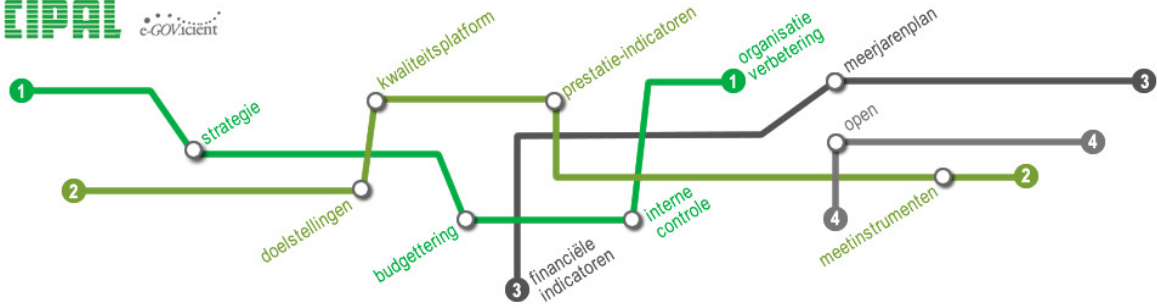 CIPAL e-GOV.iciënt
kwaliteitsplatform
prestatie-indicatoren
organisatie
verbetering
meerjarenplan
1
1
3
strategie
open
4
2
2
doelstellingen
budgettering
interne
controle
4
meetinstrumenten
3
financiële
indicatoren